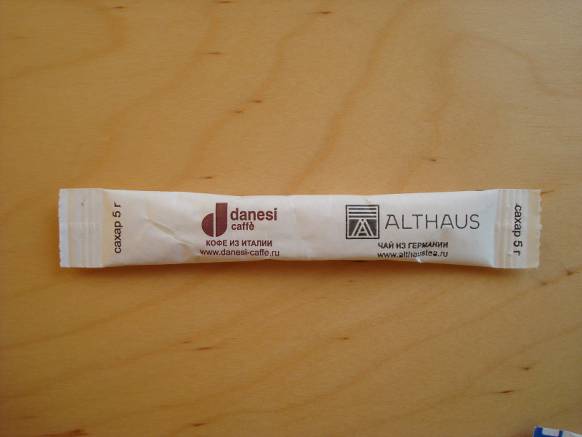 сахар 5 г
danesi
caffè
КОФЕ ИЗ ИТАЛИИ
www.danesi-caffe.ru
ALTHAUS
ЧАЙ ИЗ ГЕРМАНИИ
www.althaustea.ru
сахар 5 г